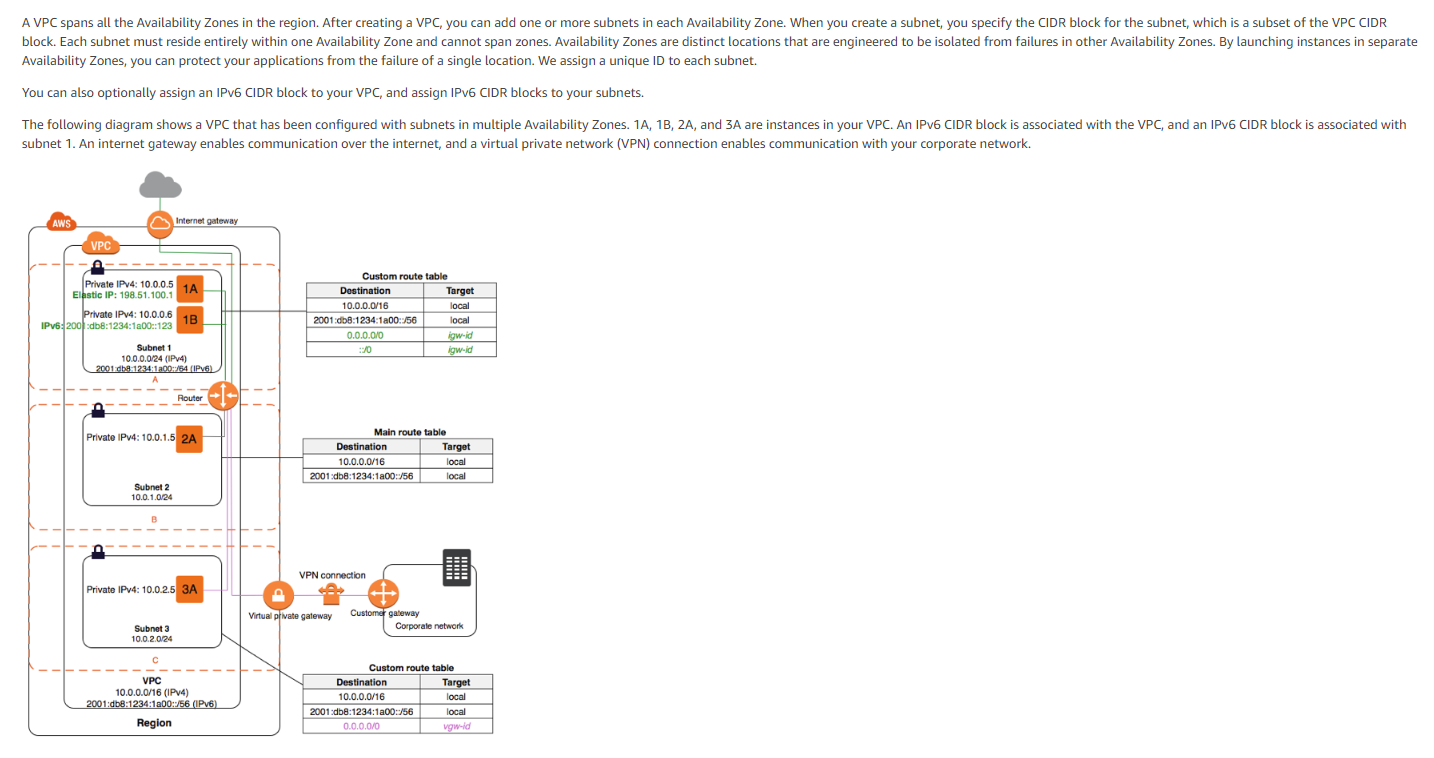 A VPC spans all the Availability Zones in the region. After creating a VPC, you can add one or more subnets in each Availability Zone. When you create a subnet, you specify the CIDR block for the subnet, which is a subset of the VPC CIDR
block. Each subnet must reside entirely within one Availability Zone and cannot span zones. Availability Zones are distinct locations that are engineered to be isolated from failures in other Availability Zones. By launching instances in separate
Availability Zones, you can protect your applications from the failure of a single location. We assign a unique ID to each subnet.
You can also optionally assign an IPv6 CIDR block to your VPC, and assign IPv6 CIDR blocks to your subnets.
The following diagram shows a VPC that has been configured with subnets in multiple Availability Zones. 1A, 1B, 2A, and 3A are instances in your VPC. An IPv6 CIDR block is associated with the VPC, and an IPv6 CIDR block is associated with
subnet 1. An internet gateway enables communication over the internet, and a virtual private network (VPN) connection enables communication with your corporate network.
AWS
Internet gateway
VPC
Private IPv4: 10.0.0.5
Elastic IP: 198.51.100.1
1A
Private IPv4: 10.0.0.6
IPv6: 2001:db8:1234:1a00::123
1B
Subnet 1
10.0.0.0/24 (IPv4)
2001:db8:1234:1a00::/64 (IPv6)
A
Custom route table
Destination Target
10.0.0.0/16 local
2001:db8:1234:1a00::/56 local
0.0.0.0/0 igw-id
::/0 igw-id
Router
Private IPv4: 10.0.1.5 2A
Subnet 2
10.0.1.0/24
B
Main route table
Destination Target
10.0.0.0/16 local
2001:db8:1234:1a00::/56 local
Private IPv4: 10.0.2.5 3A
Subnet 3
10.0.2.0/24
C
VPN connection
Virtual private gateway
Customer gateway
Corporate network
VPC
10.0.0.0/16 (IPv4)
2001:db8:1234:1a00::/56 (IPv6)
Region
Custom route table
Destination Target
10.0.0.0/16 local
2001:db8:1234:1a00::/56 local
0.0.0.0/0 vgw-id